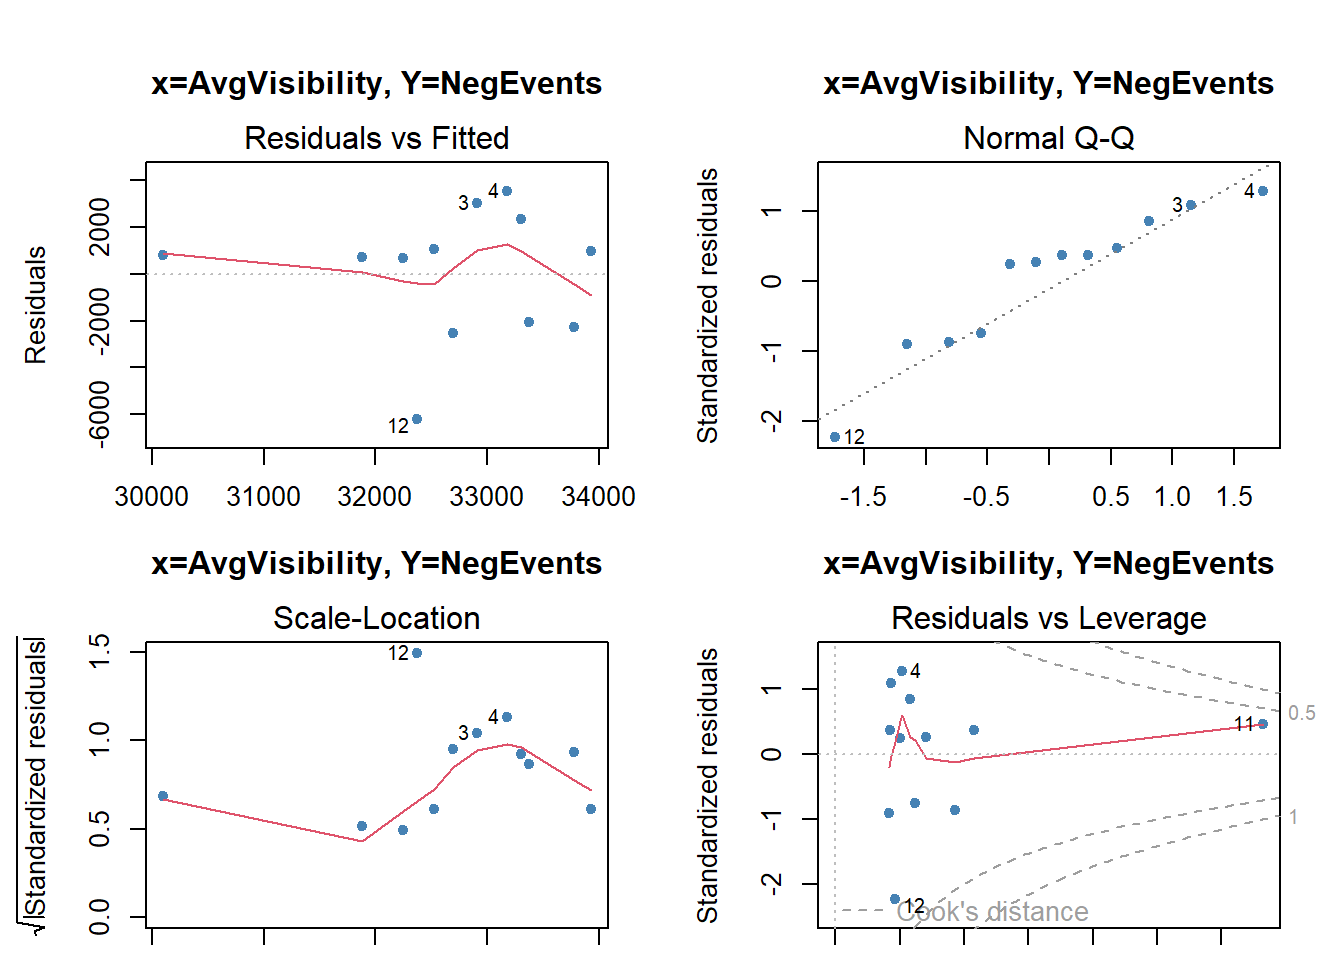 x=AvgVisibility, Y=NegEvents
Residuals vs Fitted
Residuals
2000
-2000
-6000
3
4
12
30000 31000 32000 33000 34000
x=AvgVisibility, Y=NegEvents
Normal Q-Q
Standardized residuals
1
0
-1
-2
3
4
12
-1.5 -0.5 0.5 1.0 1.5
x=AvgVisibility, Y=NegEvents
Scale-Location
√|Standardized residuals|
1.5
1.0
0.5
0.0
12
3
4
x=AvgVisibility, Y=NegEvents
Residuals vs Leverage
Standardized residuals
1
0
-1
-2
4
11
12
0.5
1
Cook's distance